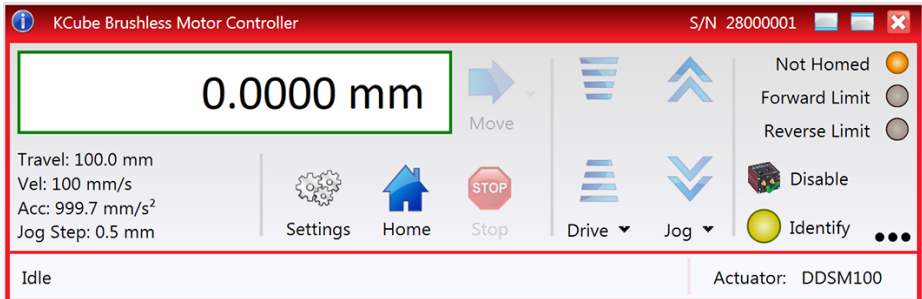 KCube Brushless Motor Controller
S/N 28000001
0.0000 mm
Move
Not Homed
Forward Limit
Reverse Limit
Travel: 100.0 mm
Vel: 100 mm/s
Acc: 999.7 mm/s²
Jog Step: 0.5 mm
Settings
Home
STOP
Stop
Drive
Jog
Disable
Identify
Idle
Actuator: DDSM100